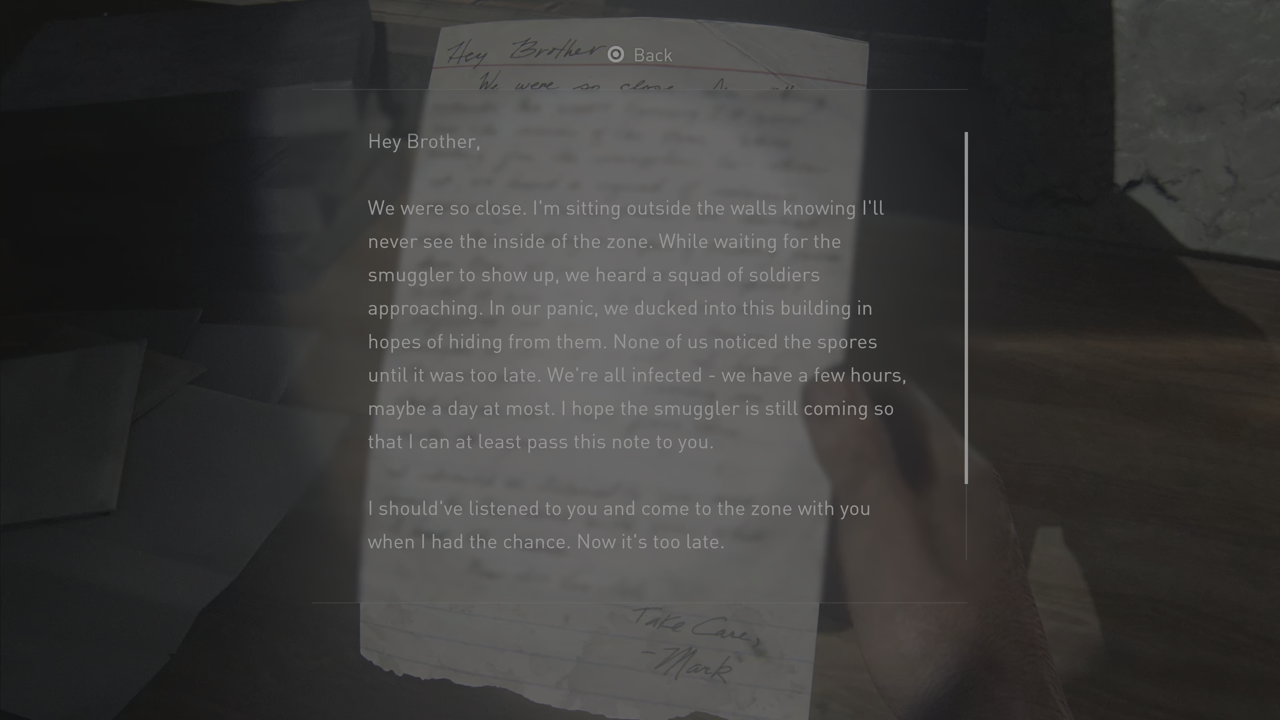 Hey Brother
Back
We were so close.
Hey Brother,
We were so close. I'm sitting outside the walls knowing I'll
never see the inside of the zone. While waiting for the
smuggler to show up, we heard a squad of soldiers
approaching. In our panic, we ducked into this building in
hopes of hiding from them. None of us noticed the spores
until it was too late. We're all infected - we have a few hours,
maybe a day at most. I hope the smuggler is still coming so
that I can at least pass this note to you.
I should've listened to you and come to the zone with you
when I had the chance. Now it's too late.
Take Care,
-Mark